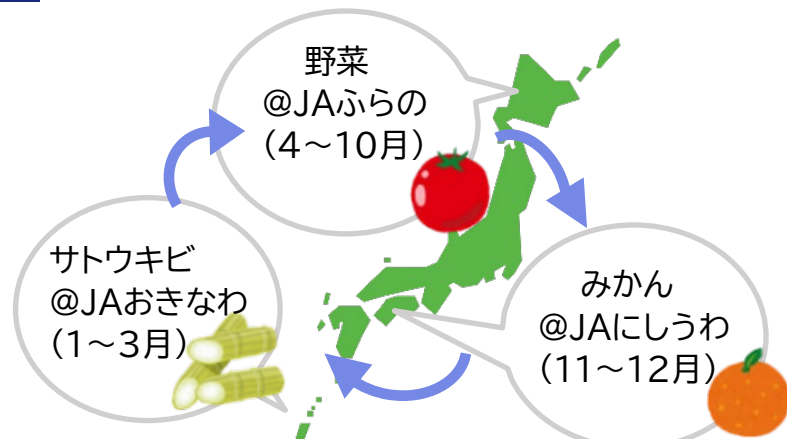 野菜
@JAふらの
（4～10月）
サトウキビ
@JAおきなわ
（1～3月）
みかん
@JAにしうわ
（11～12月）